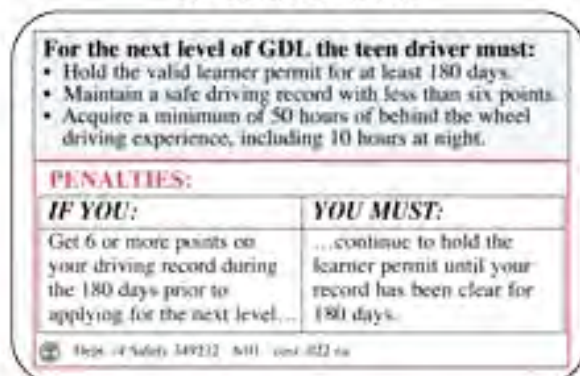 For the next level of GDL the teen driver must:
• Hold the valid learner permit for at least 180 days.
• Maintain a safe driving record with less than six points.
• Acquire a minimum of 50 hours of behind the wheel
driving experience, including 10 hours at night.
PENALTIES:
IF YOU: YOU MUST:
Get 6 or more points on
your driving record during
the 180 days prior to
applying for the next level…
…continue to hold the
learner permit until your
record has been clear for
180 days.
Dept. of Safety